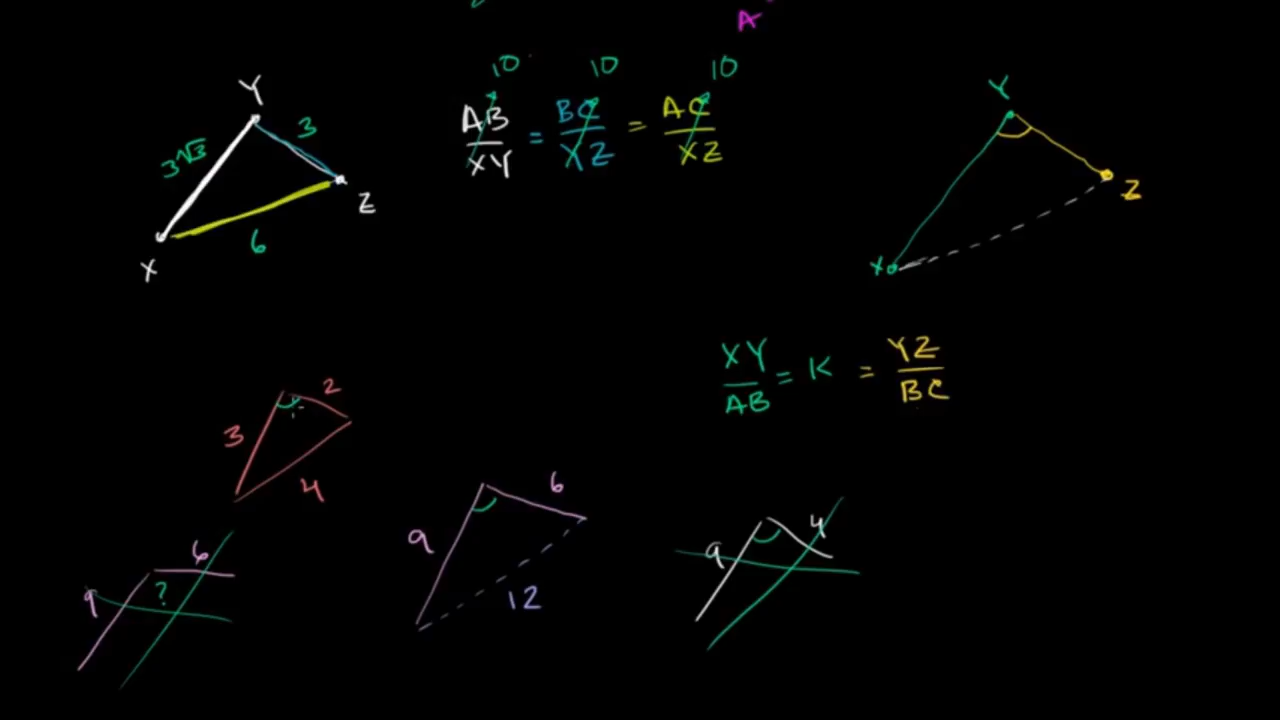 A
10 10 10
AB/XY = BC/XZ = AC/XZ
Y
3√3
3
Z
6
X
Y
Z
X
XY/AB = K = YZ/BC
2
3
4
6
9
?
6
9
12
4
9